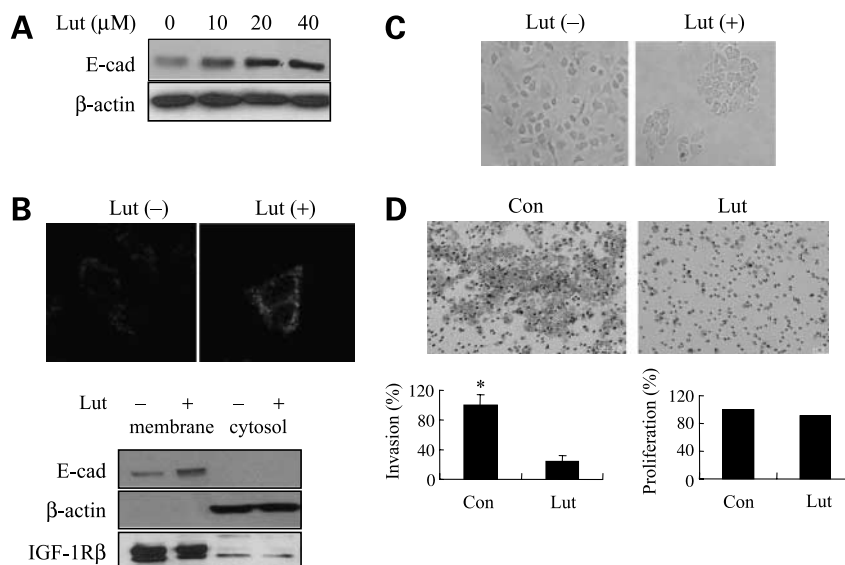 A
Lut (µM) 0 10 20 40
E-cad
β-actin
B
Lut (–) Lut (+)
Lut – + – +
membrane cytosol
E-cad
β-actin
IGF-1Rβ
C
Lut (–) Lut (+)
D
Con Lut
Invasion (%)
120
80
40
0
*
Con Lut
Proliferation (%)
120
80
40
0
Con Lut